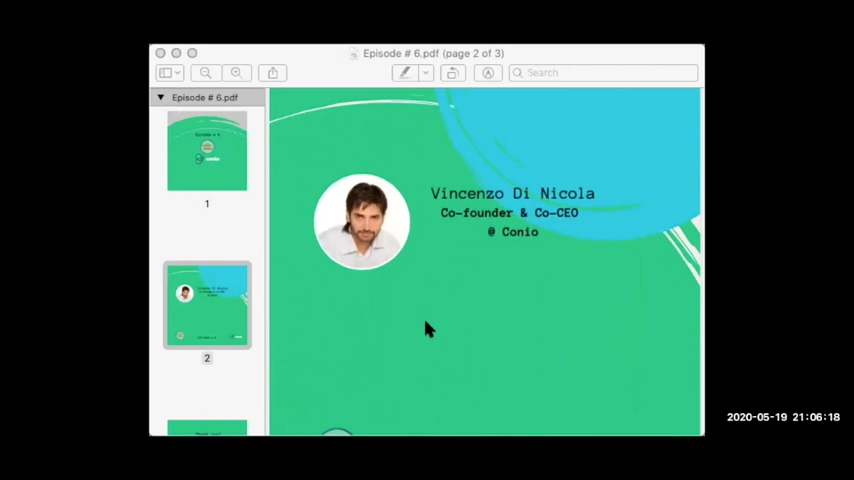 Episode # 6.pdf (page 2 of 3)
Search
Episode # 6.pdf
conio
1
2
Vincenzo Di Nicola
Co-founder & Co-CEO
@ Conio
2020-05-19 21:06:18